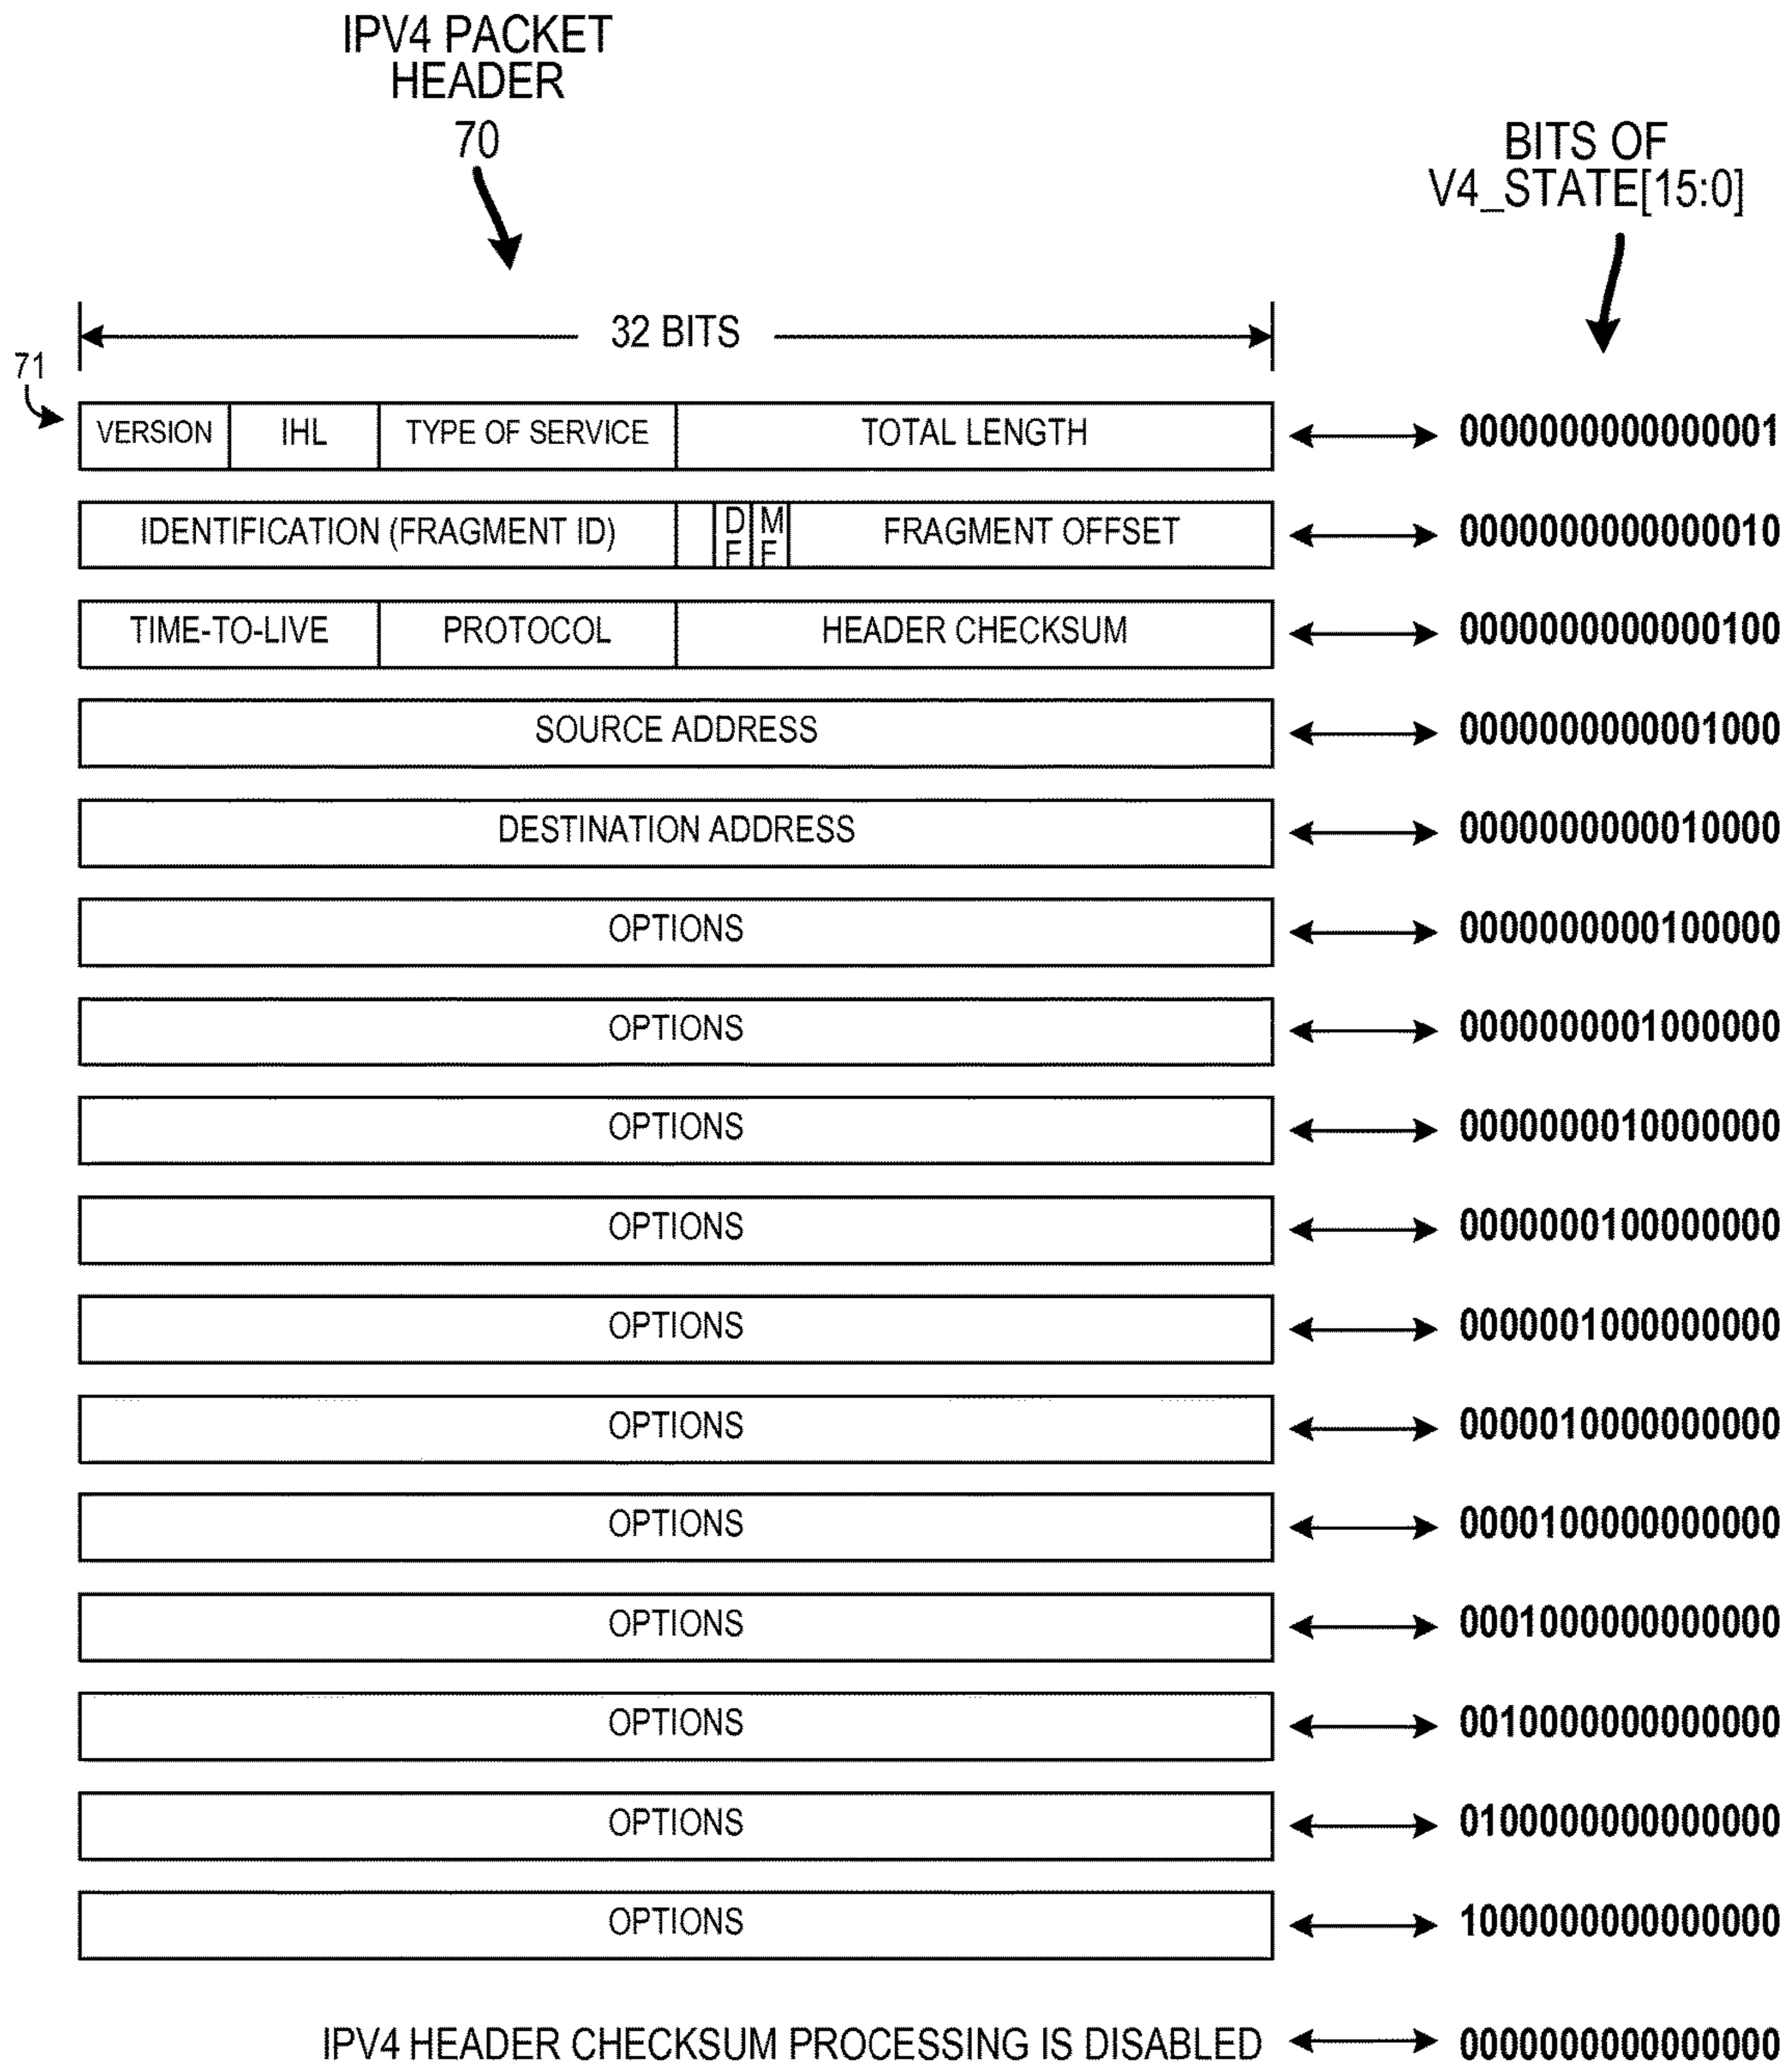 IPV4 PACKET
HEADER
70
BITS OF
V4_STATE[15:0]
32 BITS
71
VERSION IHL TYPE OF SERVICE TOTAL LENGTH 0000000000000001
IDENTIFICATION (FRAGMENT ID) DF MF FRAGMENT OFFSET 0000000000000010
TIME-TO-LIVE PROTOCOL HEADER CHECKSUM 0000000000000100
SOURCE ADDRESS 0000000000001000
DESTINATION ADDRESS 0000000000010000
OPTIONS 0000000000100000
OPTIONS 0000000001000000
OPTIONS 0000000010000000
OPTIONS 0000000100000000
OPTIONS 0000001000000000
OPTIONS 0000010000000000
OPTIONS 0000100000000000
OPTIONS 0001000000000000
OPTIONS 0010000000000000
OPTIONS 0100000000000000
OPTIONS 1000000000000000
IPV4 HEADER CHECKSUM PROCESSING IS DISABLED 0000000000000000